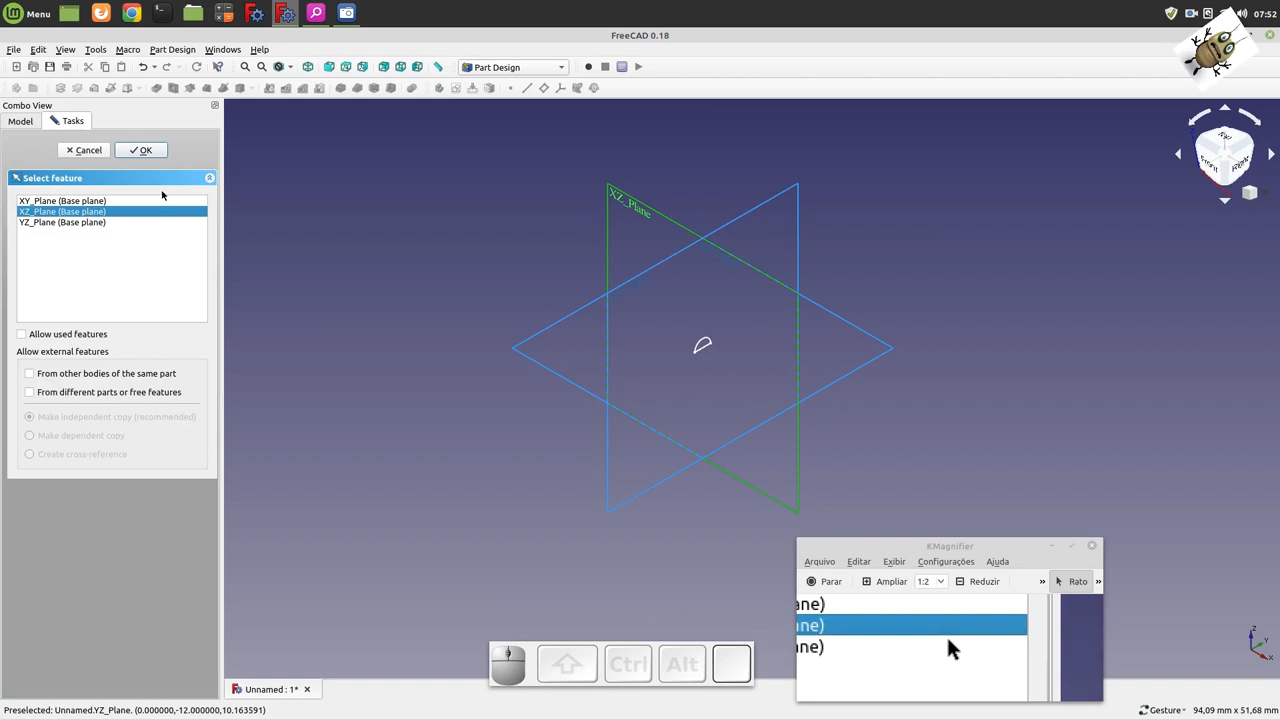 Menu
07:52
FreeCAD 0.18
File Edit View Tools Macro Part Design Windows Help
Part Design
Combo View
Model Tasks
Cancel OK
Select feature
XY_Plane (Base plane)
XZ_Plane (Base plane)
YZ_Plane (Base plane)
Allow used features
Allow external features
From other bodies of the same part
From different parts or free features
Make independent copy (recommended)
Make dependent copy
Create cross-reference
XZ_Plane
Front Right
KMagnifier
Arquivo Editar Exibir Configurações Ajuda
Parar Ampliar 1:2 Reduzir » Rato »
ane)
ane)
ane)
Ctrl Alt
Z
Y
X
Unnamed : 1*
Preselected: Unnamed.YZ_Plane. (0.000000,-12.000000,10.163591)
Gesture 94,09 mm x 51,68 mm